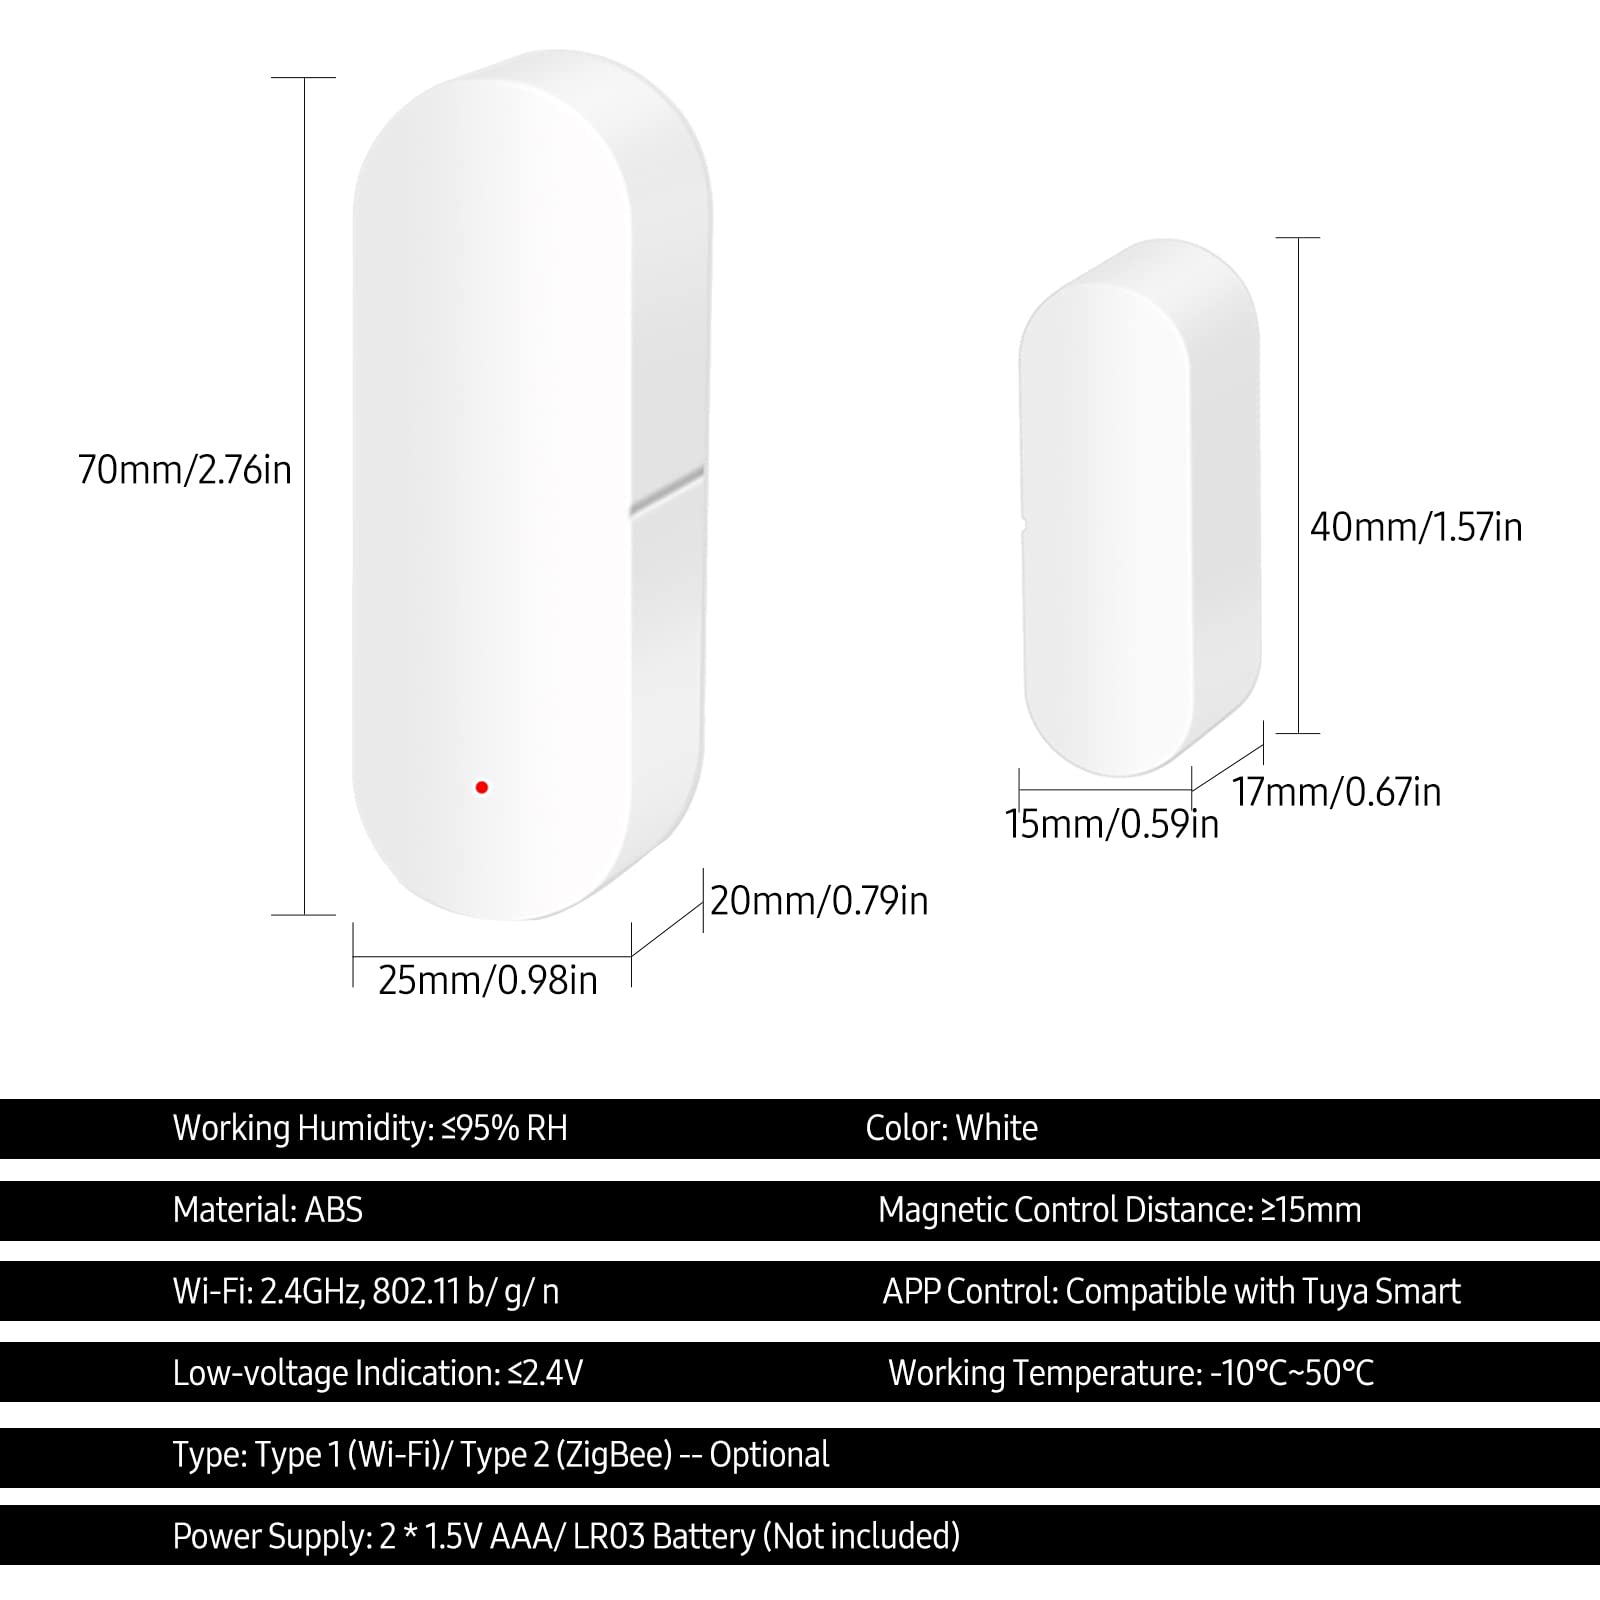 70mm/2.76in
40mm/1.57in
17mm/0.67in
15mm/0.59in
20mm/0.79in
25mm/0.98in
Working Humidity: ≤95% RH
Color: White
Material: ABS
Magnetic Control Distance: ≥15mm
Wi-Fi: 2.4GHz, 802.11 b/ g/ n
APP Control: Compatible with Tuya Smart
Low-voltage Indication: ≤2.4V
Working Temperature: -10°C~50°C
Type: Type 1 (Wi-Fi)/ Type 2 (ZigBee) -- Optional
Power Supply: 2 * 1.5V AAA/ LR03 Battery (Not included)